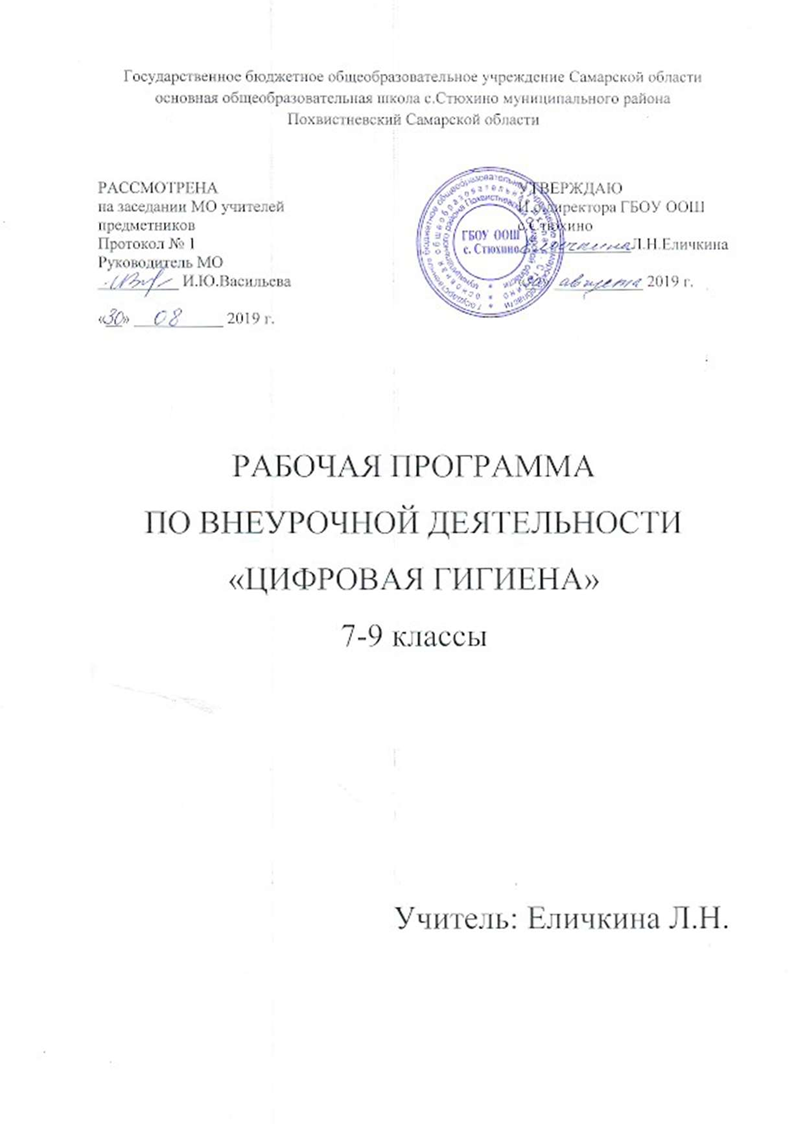 Государственное бюджетное общеобразовательное учреждение Самарской области
основная общеобразовательная школа с.Стюхино муниципального района
Похвистневский Самарской области
РАССМОТРЕНА
на заседании МО учителей
предметников
Протокол № 1
Руководитель МО
И.Ю.Васильева
«30» 08 2019 г.
УТВЕРЖДАЮ
И.о.директора ГБОУ ООШ
с.Стюхино
Л.Н.Еличкина
августа 2019 г.
ГБОУ ООШ
с. Стюхино
РАБОЧАЯ ПРОГРАММА
ПО ВНЕУРОЧНОЙ ДЕЯТЕЛЬНОСТИ
«ЦИФРОВАЯ ГИГИЕНА»
7-9 классы
Учитель: Еличкина Л.Н.